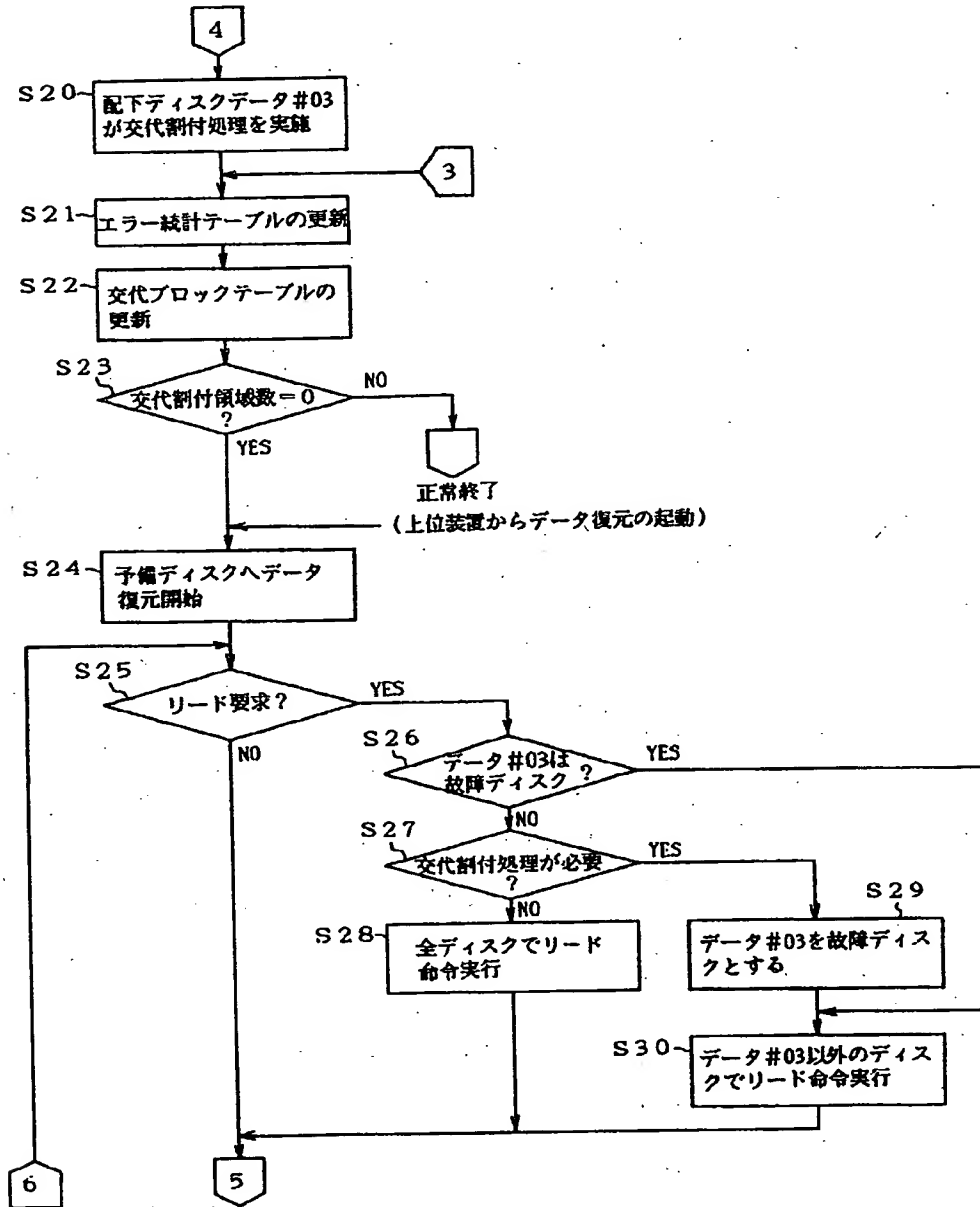 4
S20
配下ディスクデータ#03
が交代割付処理を実施
3
S21
エラー統計テーブルの更新
S22
交代ブロックテーブルの
更新
S23
交代割付領域数=0
?
NO
YES
正常終了
(上位装置からデータ復元の起動)
S24
予備ディスクへデータ
復元開始
S25
リード要求?
YES
NO
S26
データ#03は
故障ディスク
?
YES
NO
S27
交代割付処理が必要
?
YES
NO
S28
全ディスクでリード
命令実行
S29
データ#03を故障ディス
クとする
S30
データ#03以外のディス
クでリード命令実行
6
5